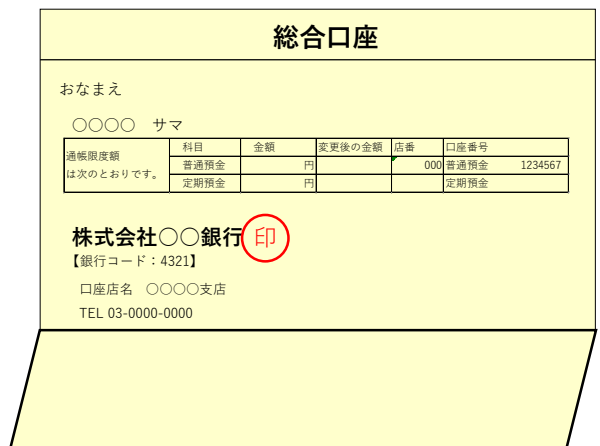 総合口座
おなまえ
○○○○ サマ
通帳限度額
は次のとおりです。
科目 金額 変更後の金額 店番 口座番号
普通預金 円 000 普通預金 1234567
定期預金 円 定期預金
株式会社○○銀行 印
【銀行コード：4321】
口座店名 ○○○○支店
TEL 03-0000-0000